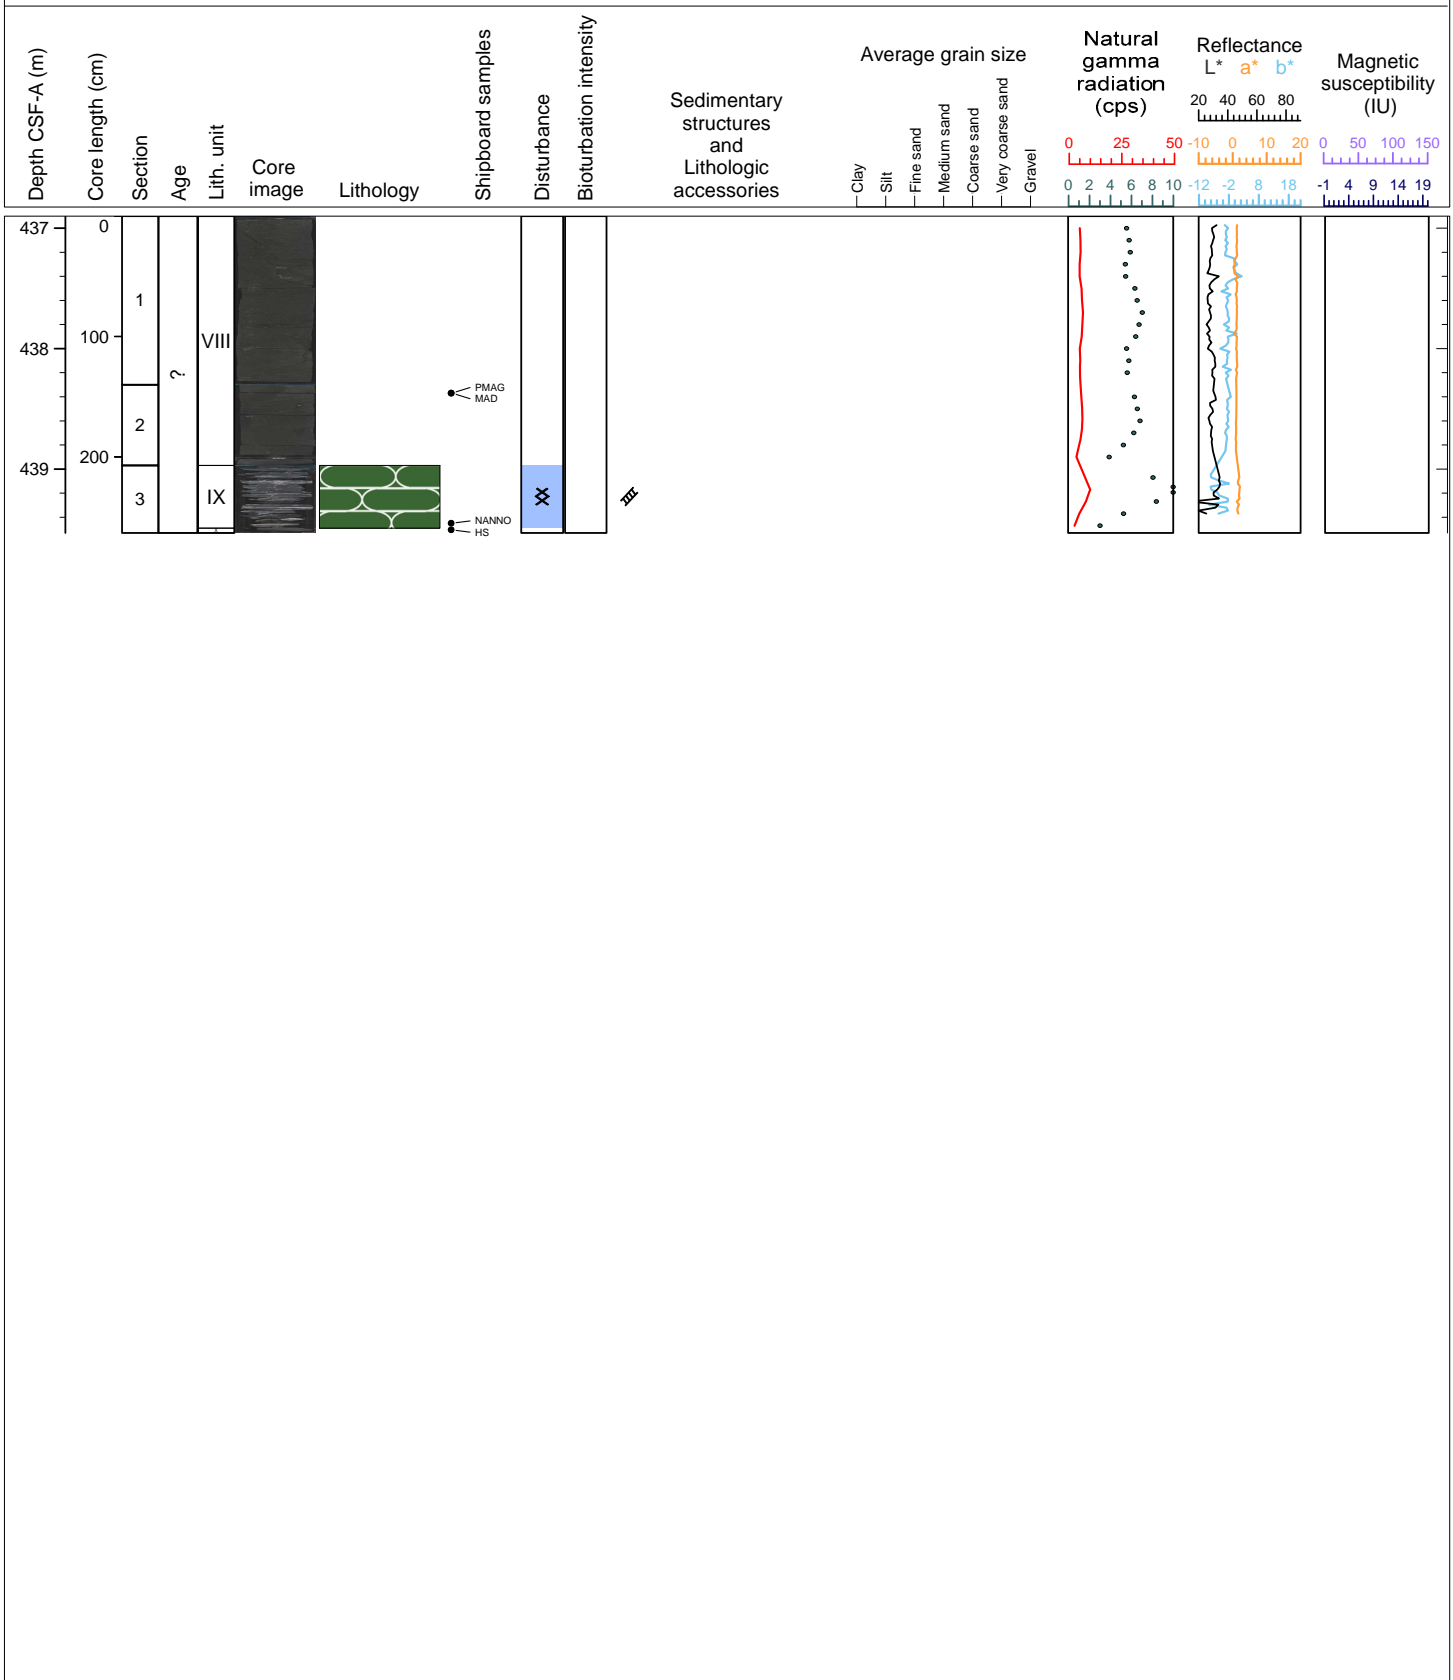 Depth CSF-A (m)
Core length (cm)
Section
Age
Lith. unit
Core
image
Lithology
Shipboard samples
Disturbance
Bioturbation intensity
Sedimentary
structures
and
Lithologic
accessories
Average grain size
Clay
Silt
Fine sand
Medium sand
Coarse sand
Very coarse sand
Gravel
Natural
gamma
radiation
(cps)
0 25 50
0 2 4 6 8 10
Reflectance
L* a* b*
20 40 60 80
-10 0 10 20
-12 -2 8 18
Magnetic
susceptibility
(IU)
0 50 100 150
-1 4 9 14 19
437
438
439
0
100
200
1
2
3
?
VIII
IX
PMAG
MAD
NANNO
HS